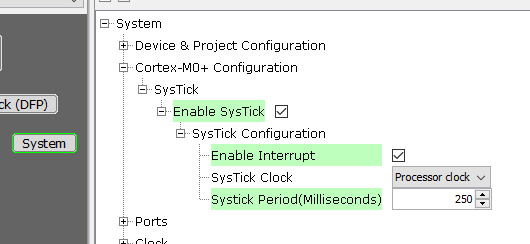 System
Device & Project Configuration
Cortex-M0+ Configuration
SysTick
ck (DFP)
Enable SysTick
System
SysTick Configuration
Enable Interrupt
SysTick Clock Processor clock
Systick Period(Milliseconds) 250
Ports
Clock